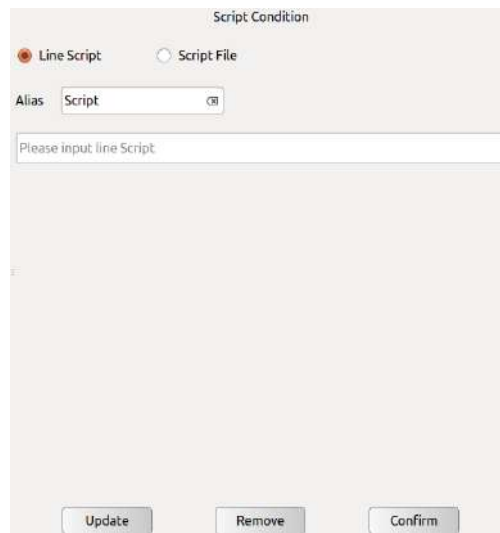 Script Condition
Line Script Script File
Alias Script
Please input line Script
Update Remove Confirm